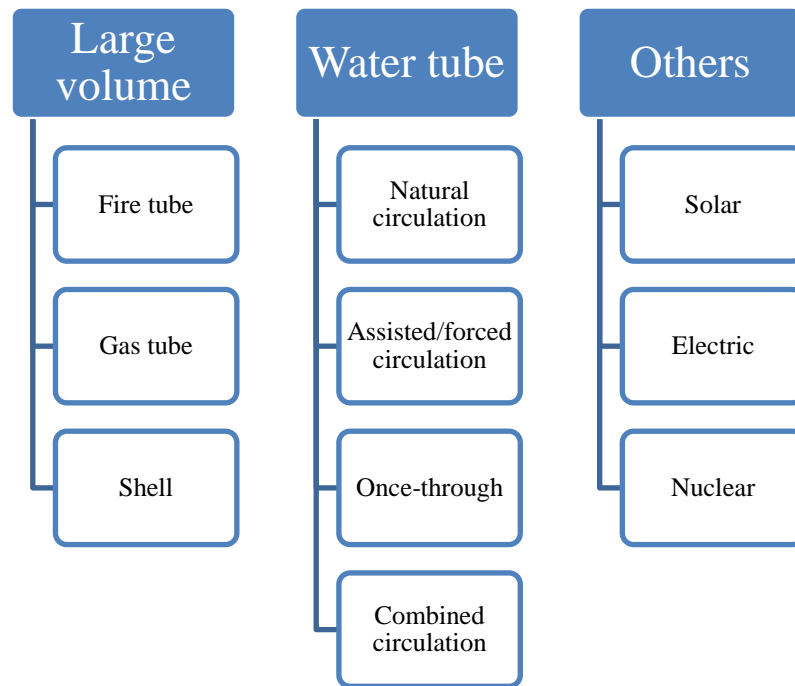 Large
volume
Fire tube
Gas tube
Shell
Water tube
Natural
circulation
Assisted/forced
circulation
Once-through
Combined
circulation
Others
Solar
Electric
Nuclear